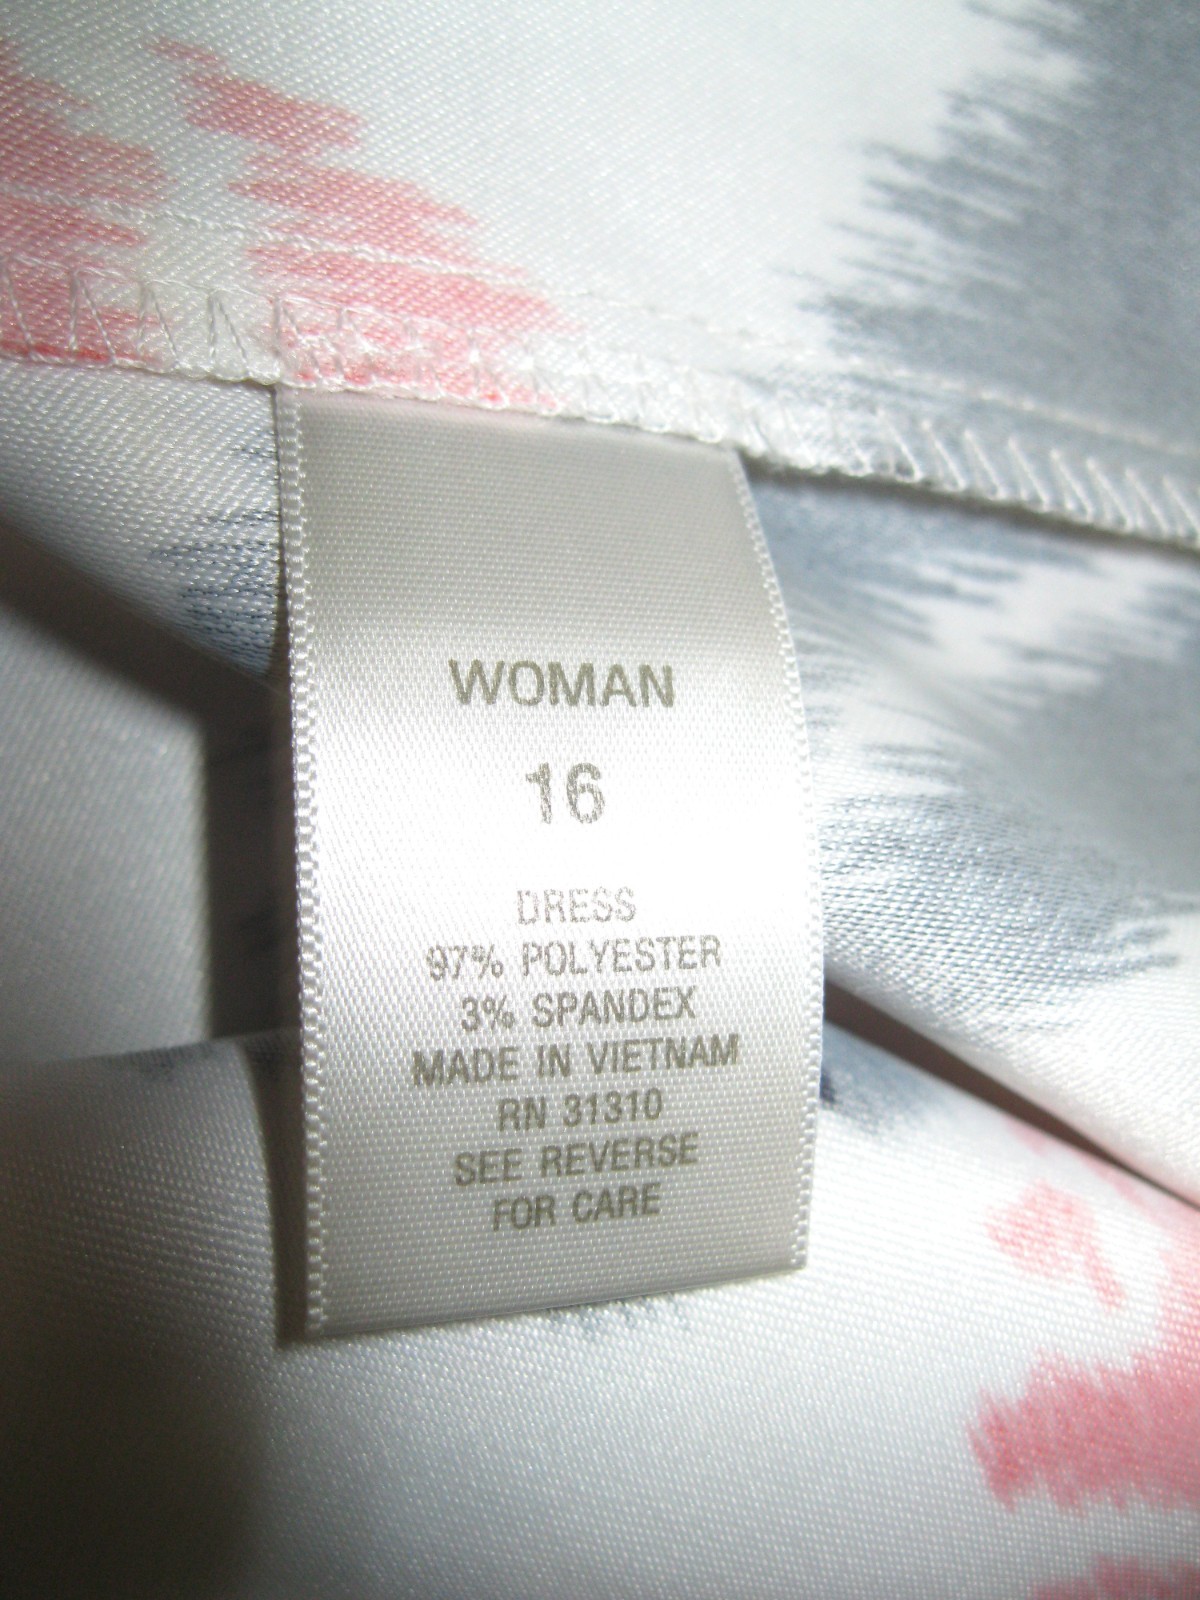 WOMAN
16
DRESS
97% POLYESTER
3% SPANDEX
MADE IN VIETNAM
RN 31310
SEE REVERSE
FOR CARE